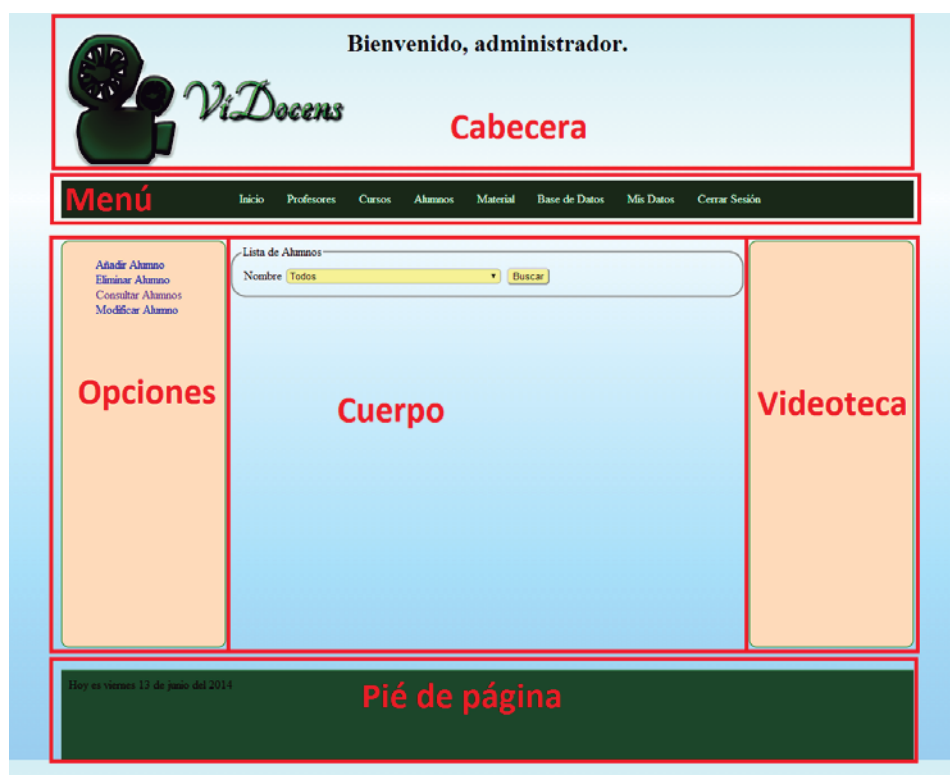 Bienvenido, administrador.
ViDocens
Cabecera
Menú
Inicio Profesores Cursos Alumnos Material Base de Datos Mis Datos Cerrar Sesión
Añadir Alumno
Eliminar Alumno
Consultar Alumnos
Modificar Alumno
Opciones
Lista de Alumnos
Nombre Todos Buscar
Cuerpo
Videoteca
Hoy es viernes 13 de junio del 2014
Pié de página